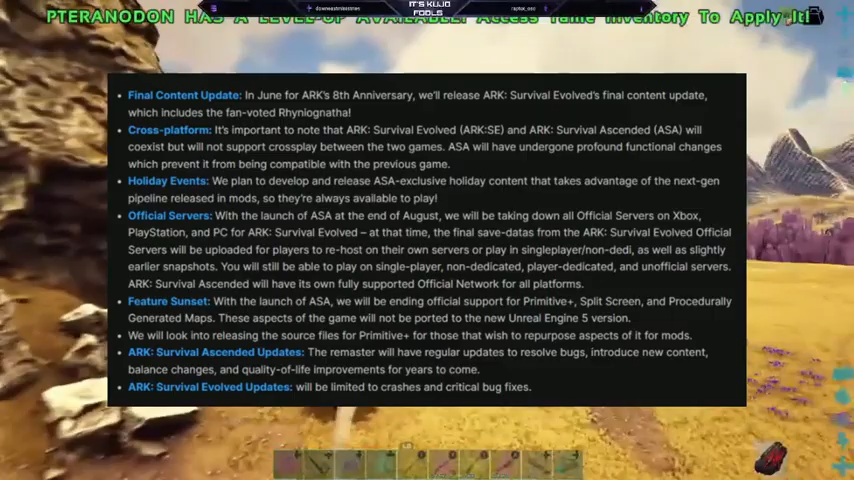 PTERANODON HAS A LEVEL-UP AVAILABLE! Access Tame Inventory To Apply It!
IT'S KUJO
FOOLS
• Final Content Update: In June for ARK's 8th Anniversary, we'll release ARK: Survival Evolved's final content update,
which includes the fan-voted Rhyniognatha!
• Cross-platform: It's important to note that ARK: Survival Evolved (ARK:SE) and ARK: Survival Ascended (ASA) will
coexist but will not support crossplay between the two games. ASA will have undergone profound functional changes
which prevent it from being compatible with the previous game.
• Holiday Events: We plan to develop and release ASA-exclusive holiday content that takes advantage of the next-gen
pipeline released in mods, so they're always available to play!
• Official Servers: With the launch of ASA at the end of August, we will be taking down all Official Servers on Xbox,
PlayStation, and PC for ARK: Survival Evolved – at that time, the final save-datas from the ARK: Survival Evolved Official
Servers will be uploaded for players to re-host on their own servers or play in singleplayer/non-dedi, as well as slightly
earlier snapshots. You will still be able to play on single-player, non-dedicated, player-dedicated, and unofficial servers.
ARK: Survival Ascended will have its own fully supported Official Network for all platforms.
• Feature Sunset: With the launch of ASA, we will be ending official support for Primitive+, Split Screen, and Procedurally
Generated Maps. These aspects of the game will not be ported to the new Unreal Engine 5 version.
• We will look into releasing the source files for Primitive+ for those that wish to repurpose aspects of it for mods.
• ARK: Survival Ascended Updates: The remaster will have regular updates to resolve bugs, introduce new content,
balance changes, and quality-of-life improvements for years to come.
• ARK: Survival Evolved Updates: will be limited to crashes and critical bug fixes.